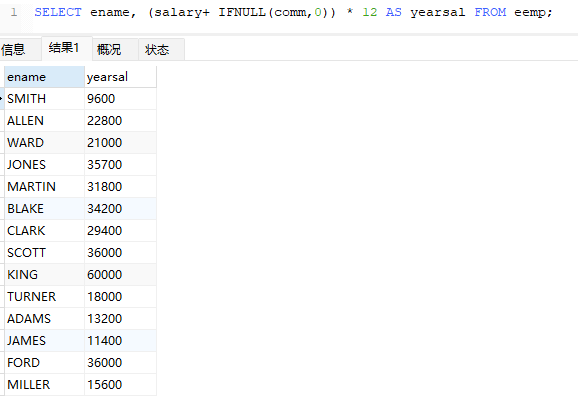 1 SELECT ename, (salary+ IFNULL(comm,0)) * 12 AS yearsal FROM eemp;
信息 结果1 概况 状态
ename yearsal
SMITH 9600
ALLEN 22800
WARD 21000
JONES 35700
MARTIN 31800
BLAKE 34200
CLARK 29400
SCOTT 36000
KING 60000
TURNER 18000
ADAMS 13200
JAMES 11400
FORD 36000
MILLER 15600